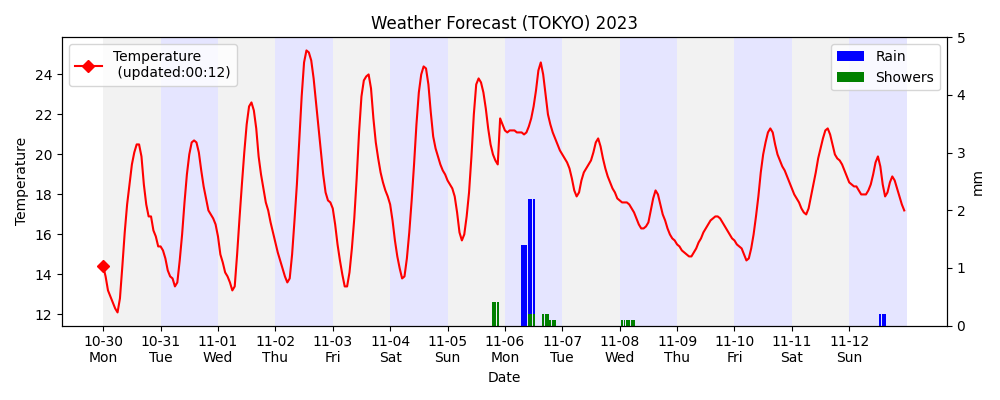 Weather Forecast (TOKYO) 2023
Temperature
(updated:00:12)
Rain
Showers
Temperature
24
22
20
18
16
14
12
5
4
3
2
1
0
mm
10-30 10-31 11-01 11-02 11-03 11-04 11-05 11-06 11-07 11-08 11-09 11-10 11-11 11-12
Mon Tue Wed Thu Fri Sat Sun Mon Tue Wed Thu Fri Sat Sun
Date